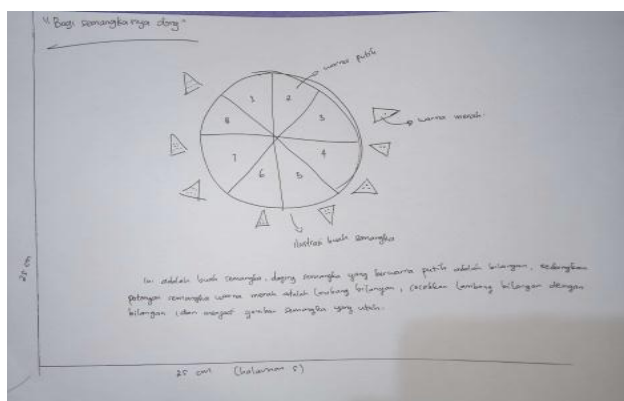 "Bagi semangkanya dong"
warna putih
1
2
3
8
warna merah
4
7
6
5
ilustrasi buah semangka
Ini adalah buah semangka, daging semangka yang berwarna putih adalah bilangan, sedangkan
potongan semangka warna merah adalah lambang bilangan, cocokkan lambang bilangan dengan
bilangan (dan menjadi gambar semangka yang utuh.
25 cm
25 cm (halaman 5)